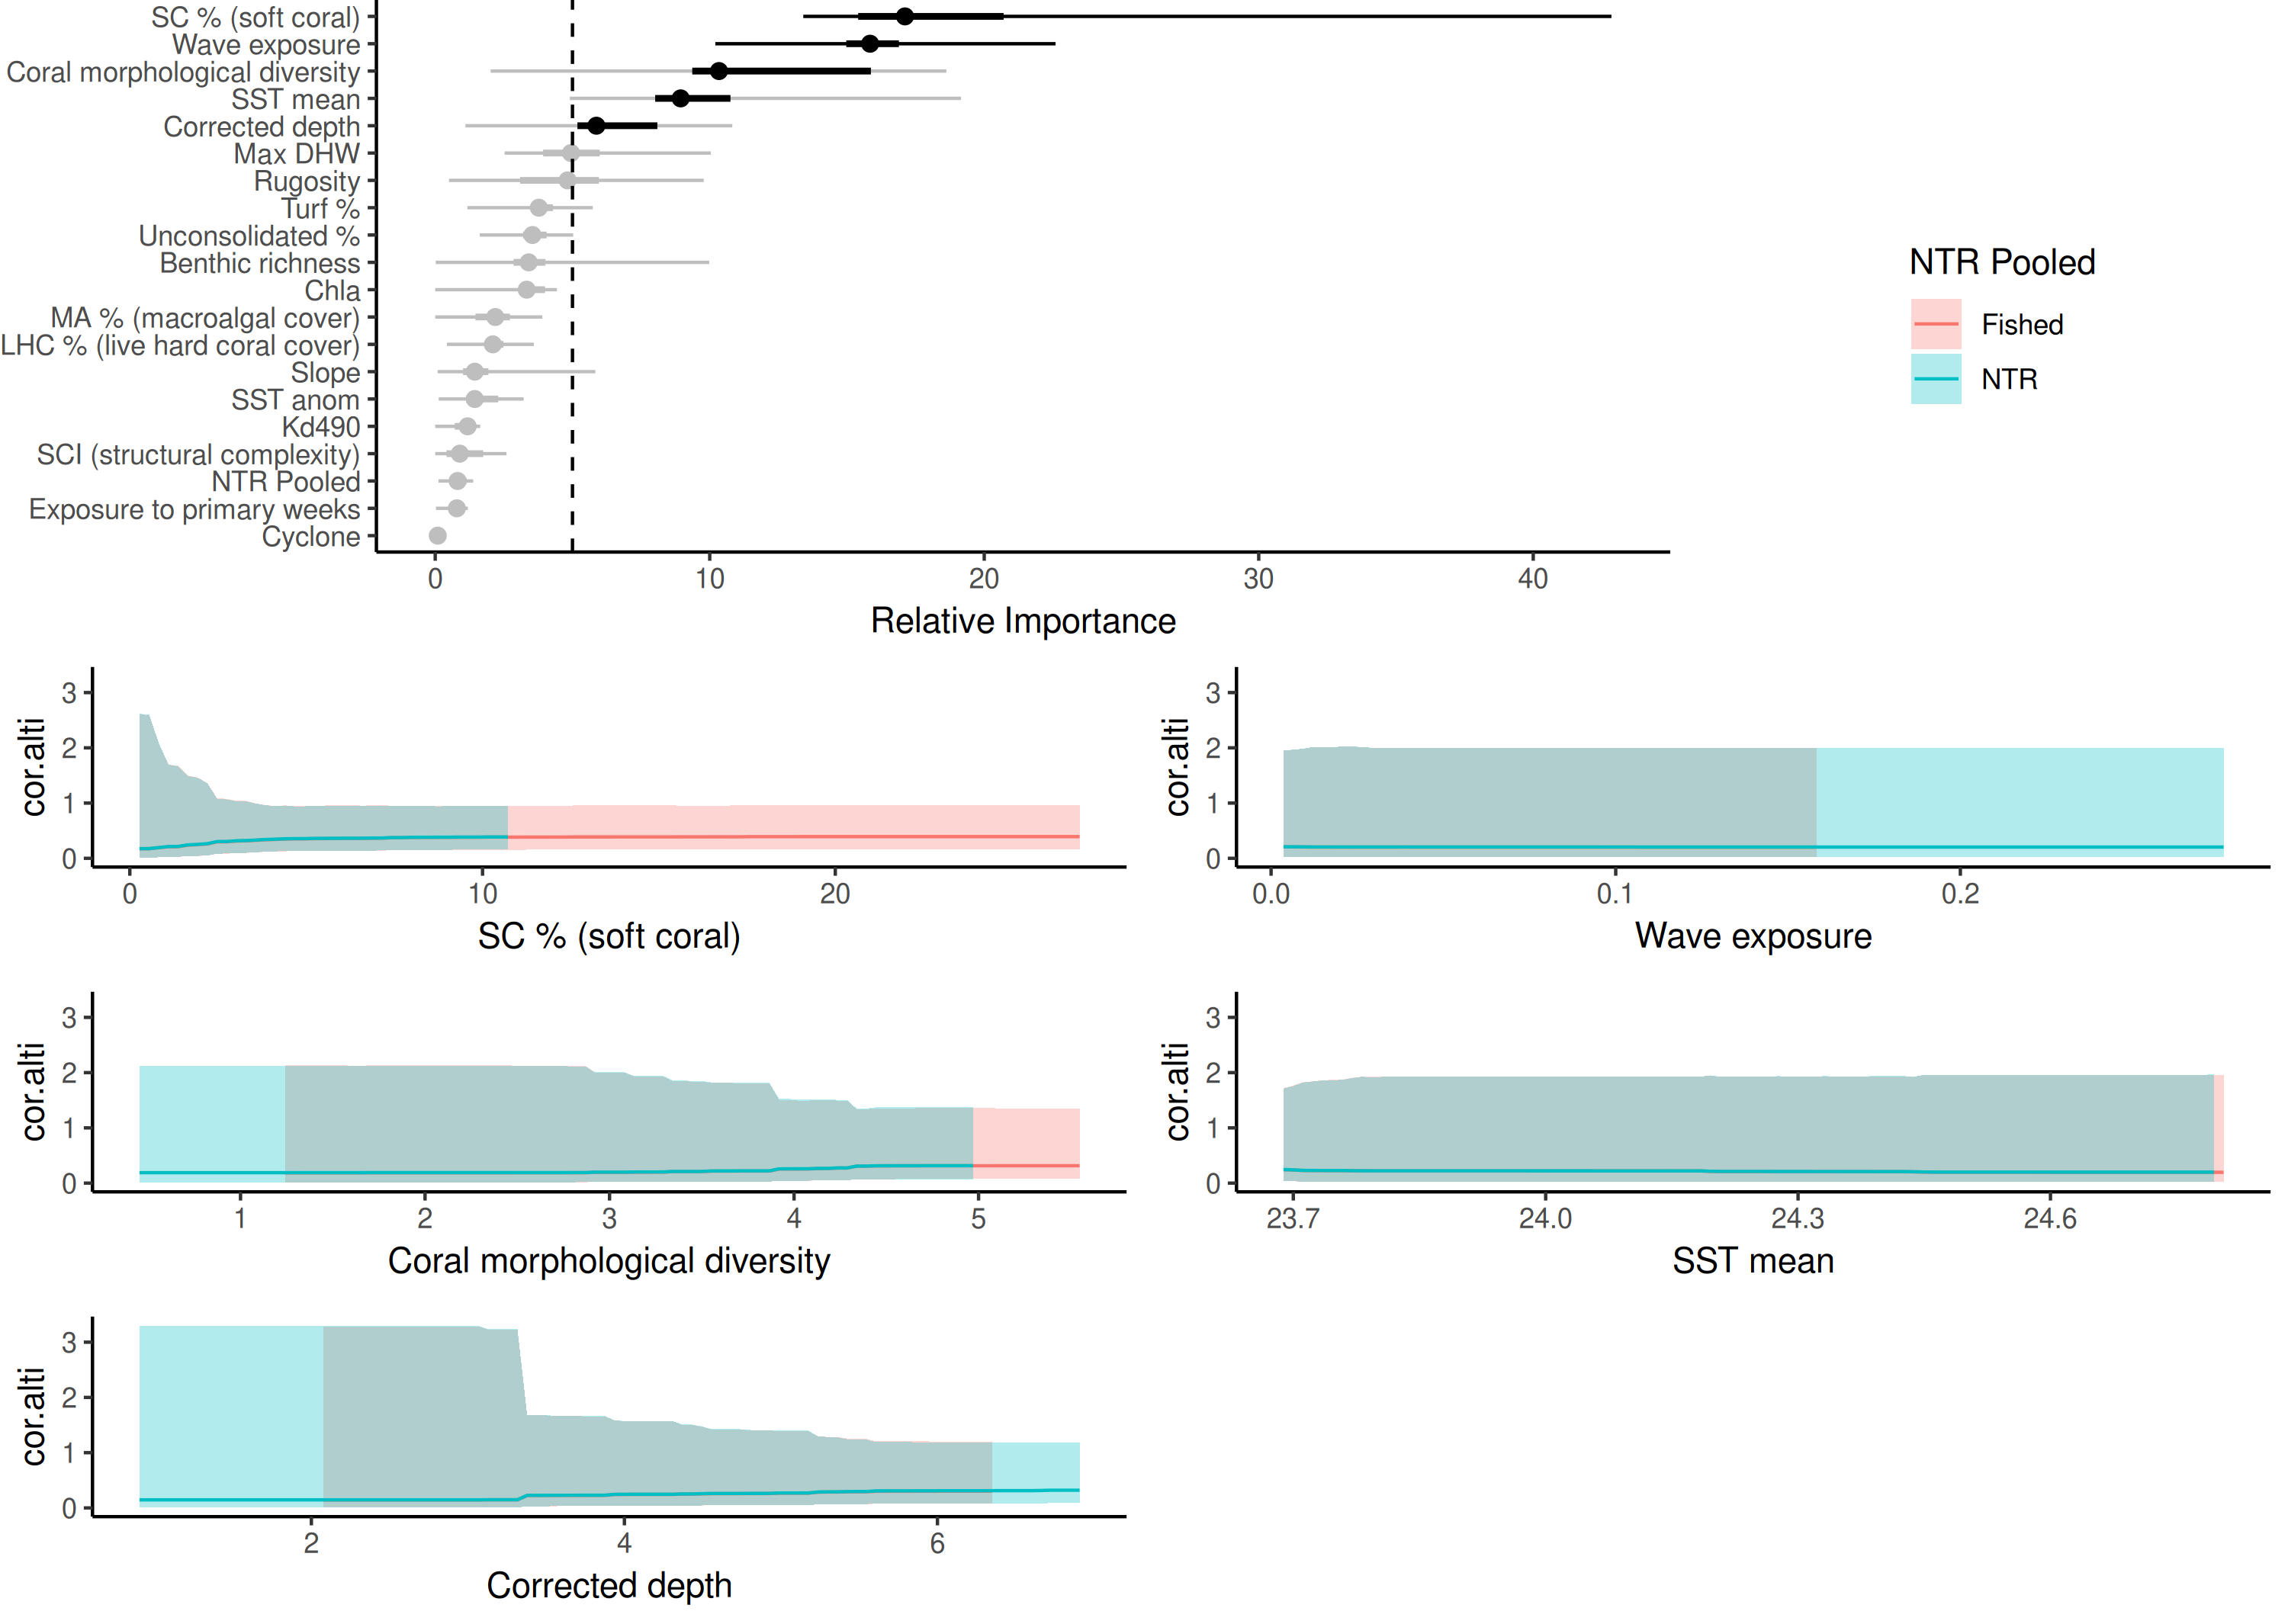 SC % (soft coral)
Wave exposure
Coral morphological diversity
SST mean
Corrected depth
Max DHW
Rugosity
Turf %
Unconsolidated %
Benthic richness
Chla
MA % (macroalgal cover)
LHC % (live hard coral cover)
Slope
SST anom
Kd490
SCI (structural complexity)
NTR Pooled
Exposure to primary weeks
Cyclone
0 10 20 30 40
Relative Importance
NTR Pooled
Fished
NTR
cor.alti
3
2
1
0
0 10 20
SC % (soft coral)
cor.alti
3
2
1
0
0.0 0.1 0.2
Wave exposure
cor.alti
3
2
1
0
1 2 3 4 5
Coral morphological diversity
cor.alti
3
2
1
0
23.7 24.0 24.3 24.6
SST mean
cor.alti
3
2
1
0
2 4 6
Corrected depth